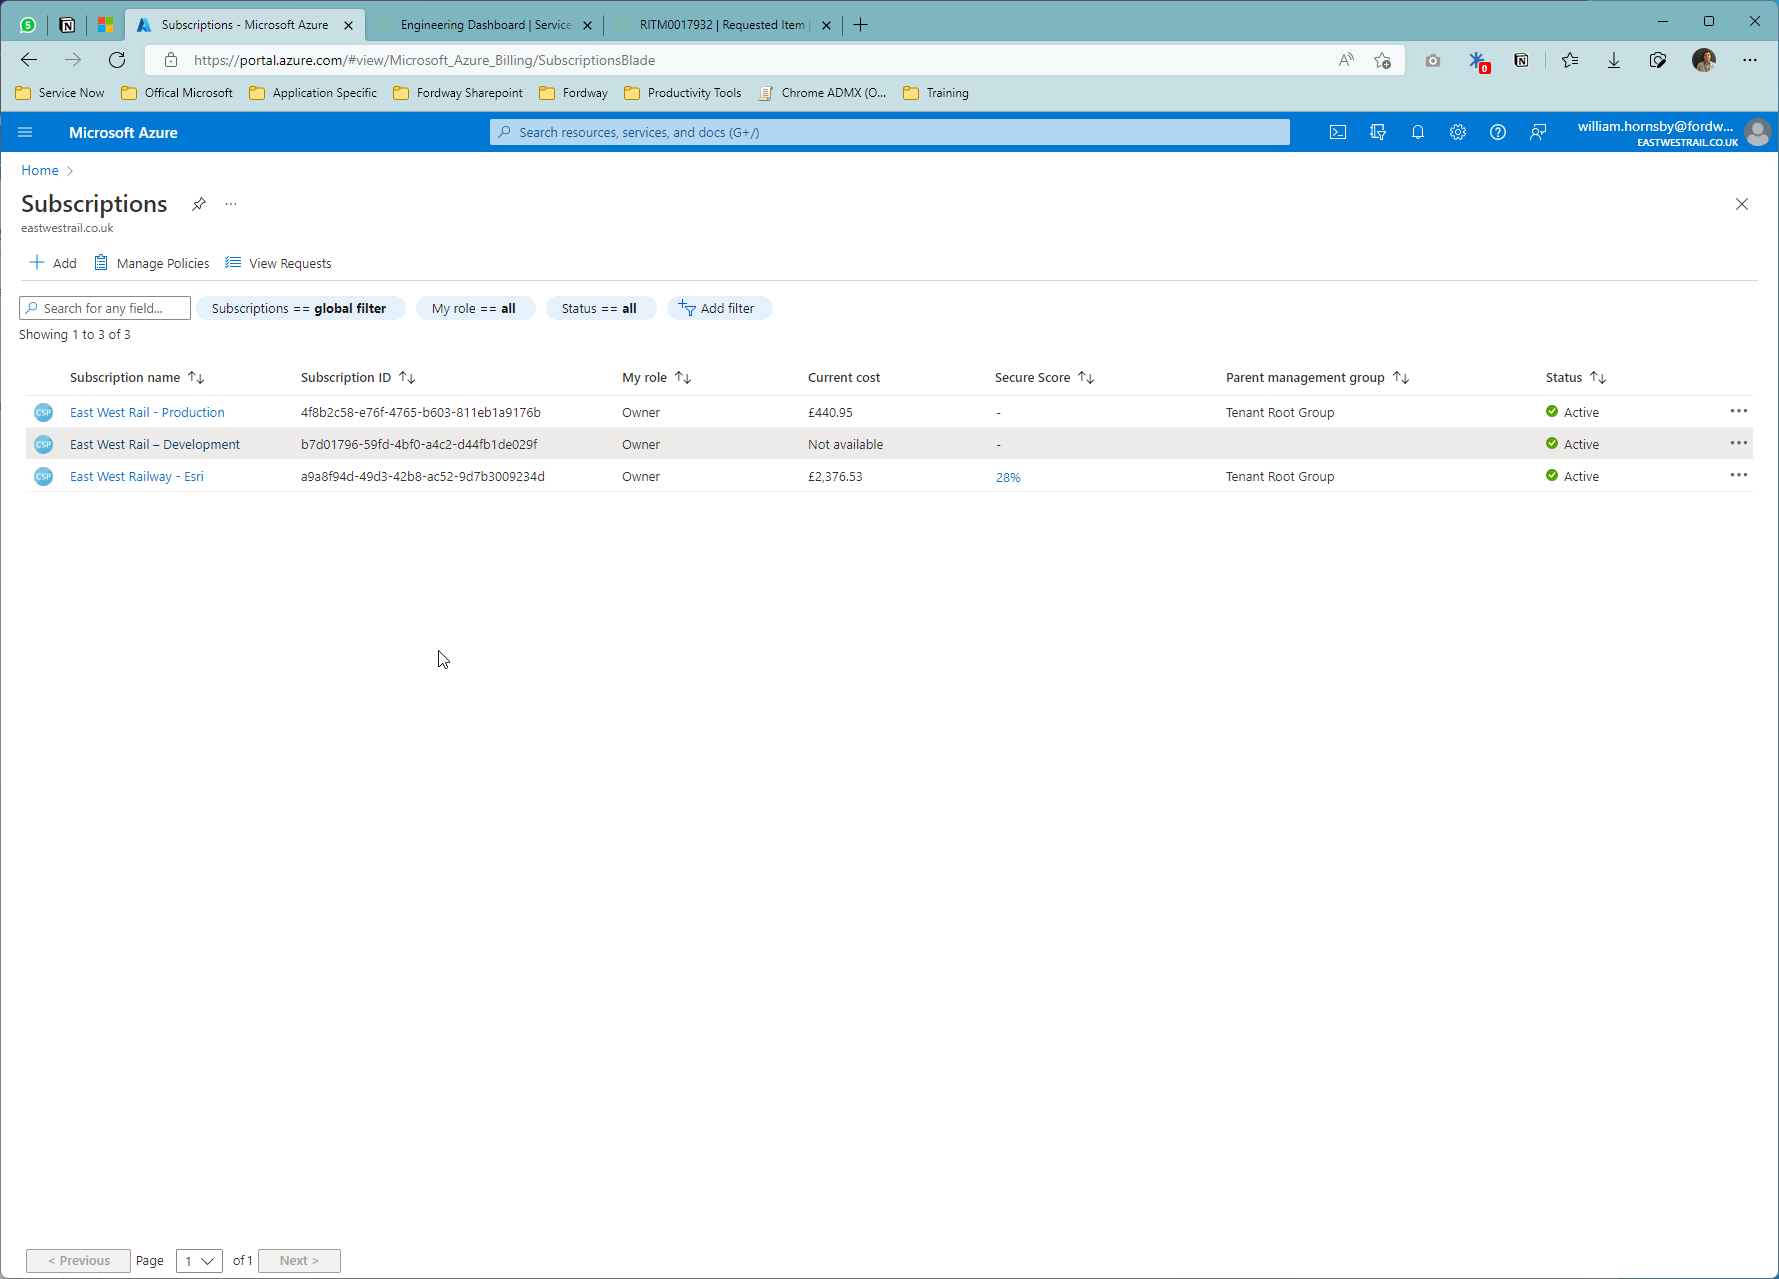 Subscriptions - Microsoft Azure
Engineering Dashboard | Service
RITM0017932 | Requested Item |
https://portal.azure.com/#view/Microsoft_Azure_Billing/SubscriptionsBlade
0
Service Now
Offical Microsoft
Application Specific
Fordway Sharepoint
Fordway
Productivity Tools
Chrome ADMX (O...
Training
Microsoft Azure
Search resources, services, and docs (G+/)
william.hornsby@fordw...
EASTWESTRAIL.CO.UK
Home
Subscriptions
eastwestrail.co.uk
Add
Manage Policies
View Requests
Search for any field...
Subscriptions == global filter
My role == all
Status == all
Add filter
Showing 1 to 3 of 3
Subscription name Subscription ID My role Current cost Secure Score Parent management group Status
CSP East West Rail - Production 4f8b2c58-e76f-4765-b603-811eb1a9176b Owner £440.95 - Tenant Root Group Active
CSP East West Rail – Development b7d01796-59fd-4bf0-a4c2-d44fb1de029f Owner Not available - Active
CSP East West Railway - Esri a9a8f94d-49d3-42b8-ac52-9d7b3009234d Owner £2,376.53 28% Tenant Root Group Active
< Previous Page 1 of 1 Next >